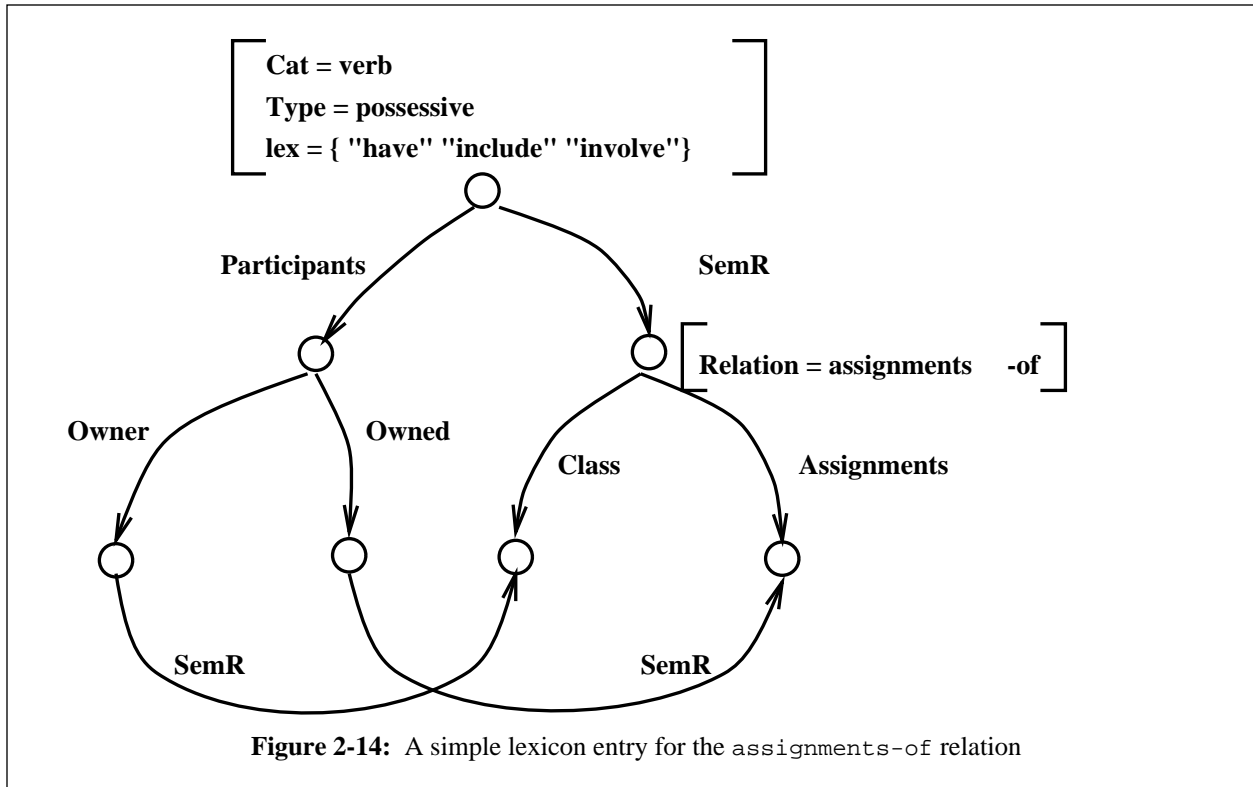 Cat = verb
Type = possessive
lex = { "have" "include" "involve"}
Participants
SemR
Relation = assignments -of
Owner
Owned
Class
Assignments
SemR
SemR
Figure 2-14: A simple lexicon entry for the assignments-of relation